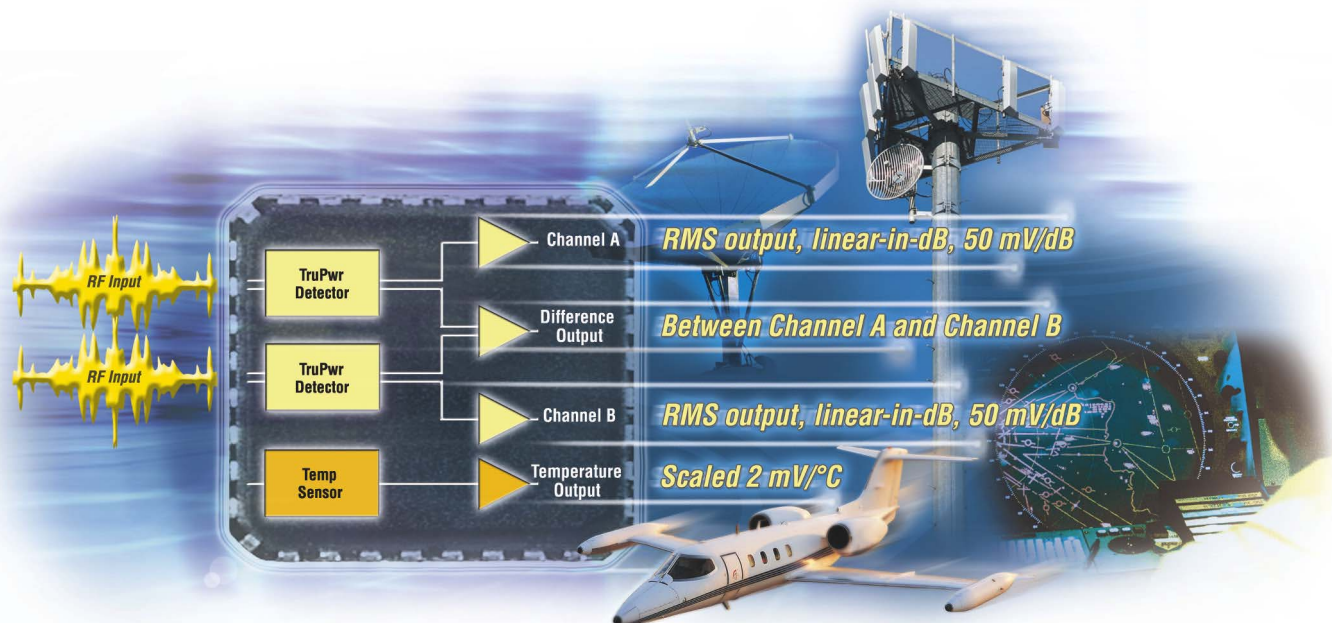 RF Input
TruPwr
Detector
Channel A
RMS output, linear-in-dB, 50 mV/dB
Difference
Output
Between Channel A and Channel B
RF Input
TruPwr
Detector
Channel B
RMS output, linear-in-dB, 50 mV/dB
Temp
Sensor
Temperature
Output
Scaled 2 mV/°C